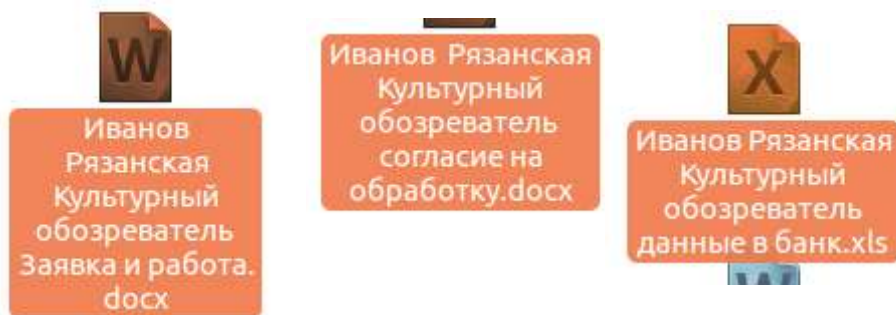 W
Иванов
Рязанская
Культурный
обозреватель
Заявка и работа.
docx
Иванов  Рязанская
Культурный
обозреватель
согласие на
обработку.docx
X
Иванов Рязанская
Культурный
обозреватель
данные в банк.xls
W